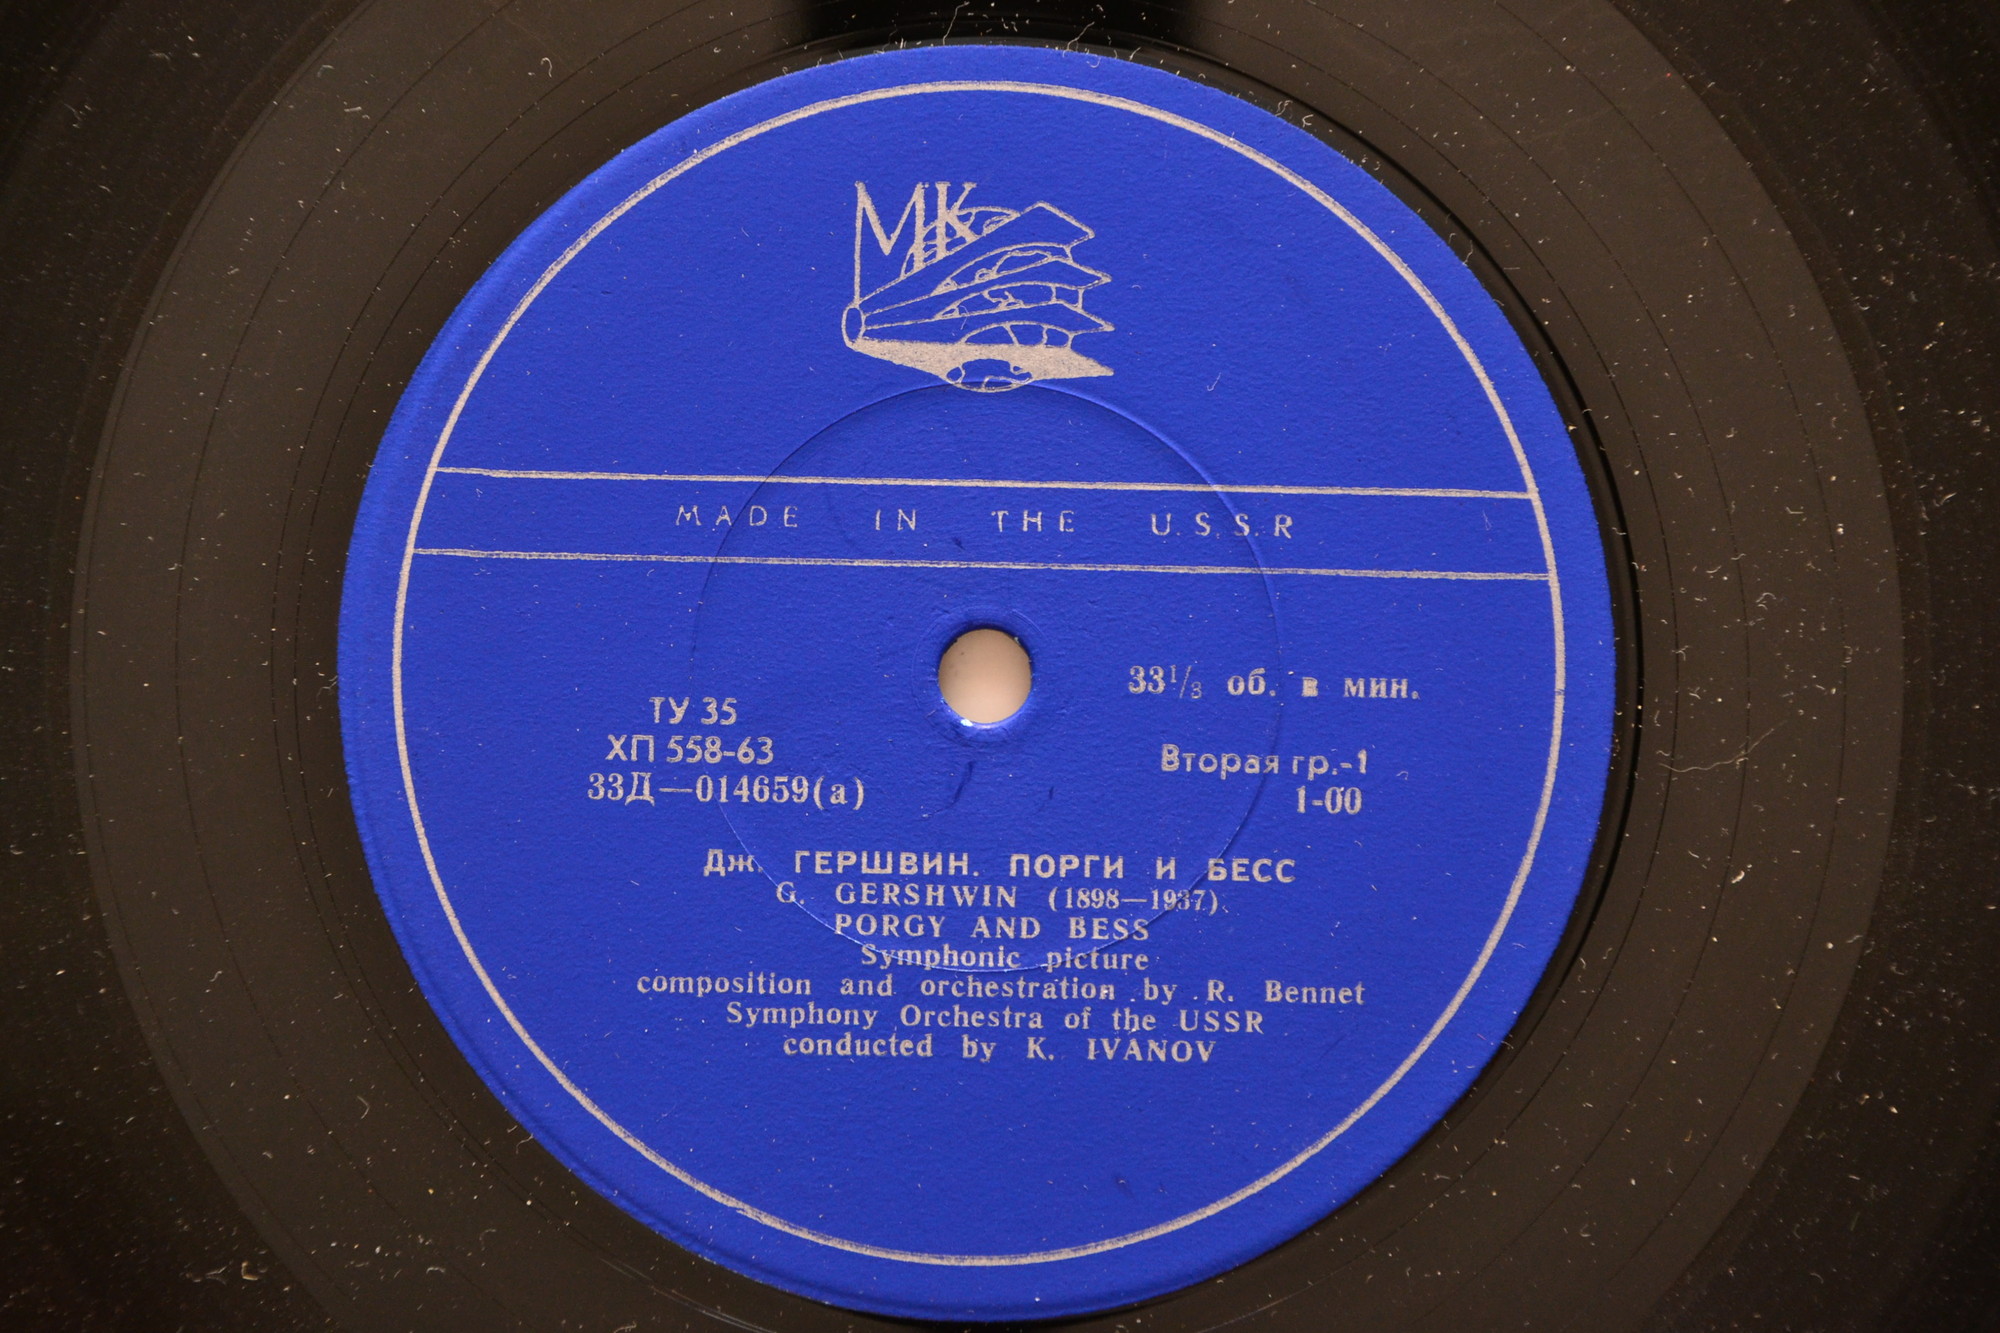 МК
MADE IN THE U.S.S.R
33 1/3 об. в мин.
ТУ 35
ХП 558-63
33Д—014659(а)
Вторая гр.-1
1-00
Дж. ГЕРШВИН. ПОРГИ И БЕСС
G. GERSHWIN (1898—1937).
PORGY AND BESS
Symphonic picture
composition and orchestration by R. Bennet
Symphony Orchestra of the USSR
conducted by K. IVANOV